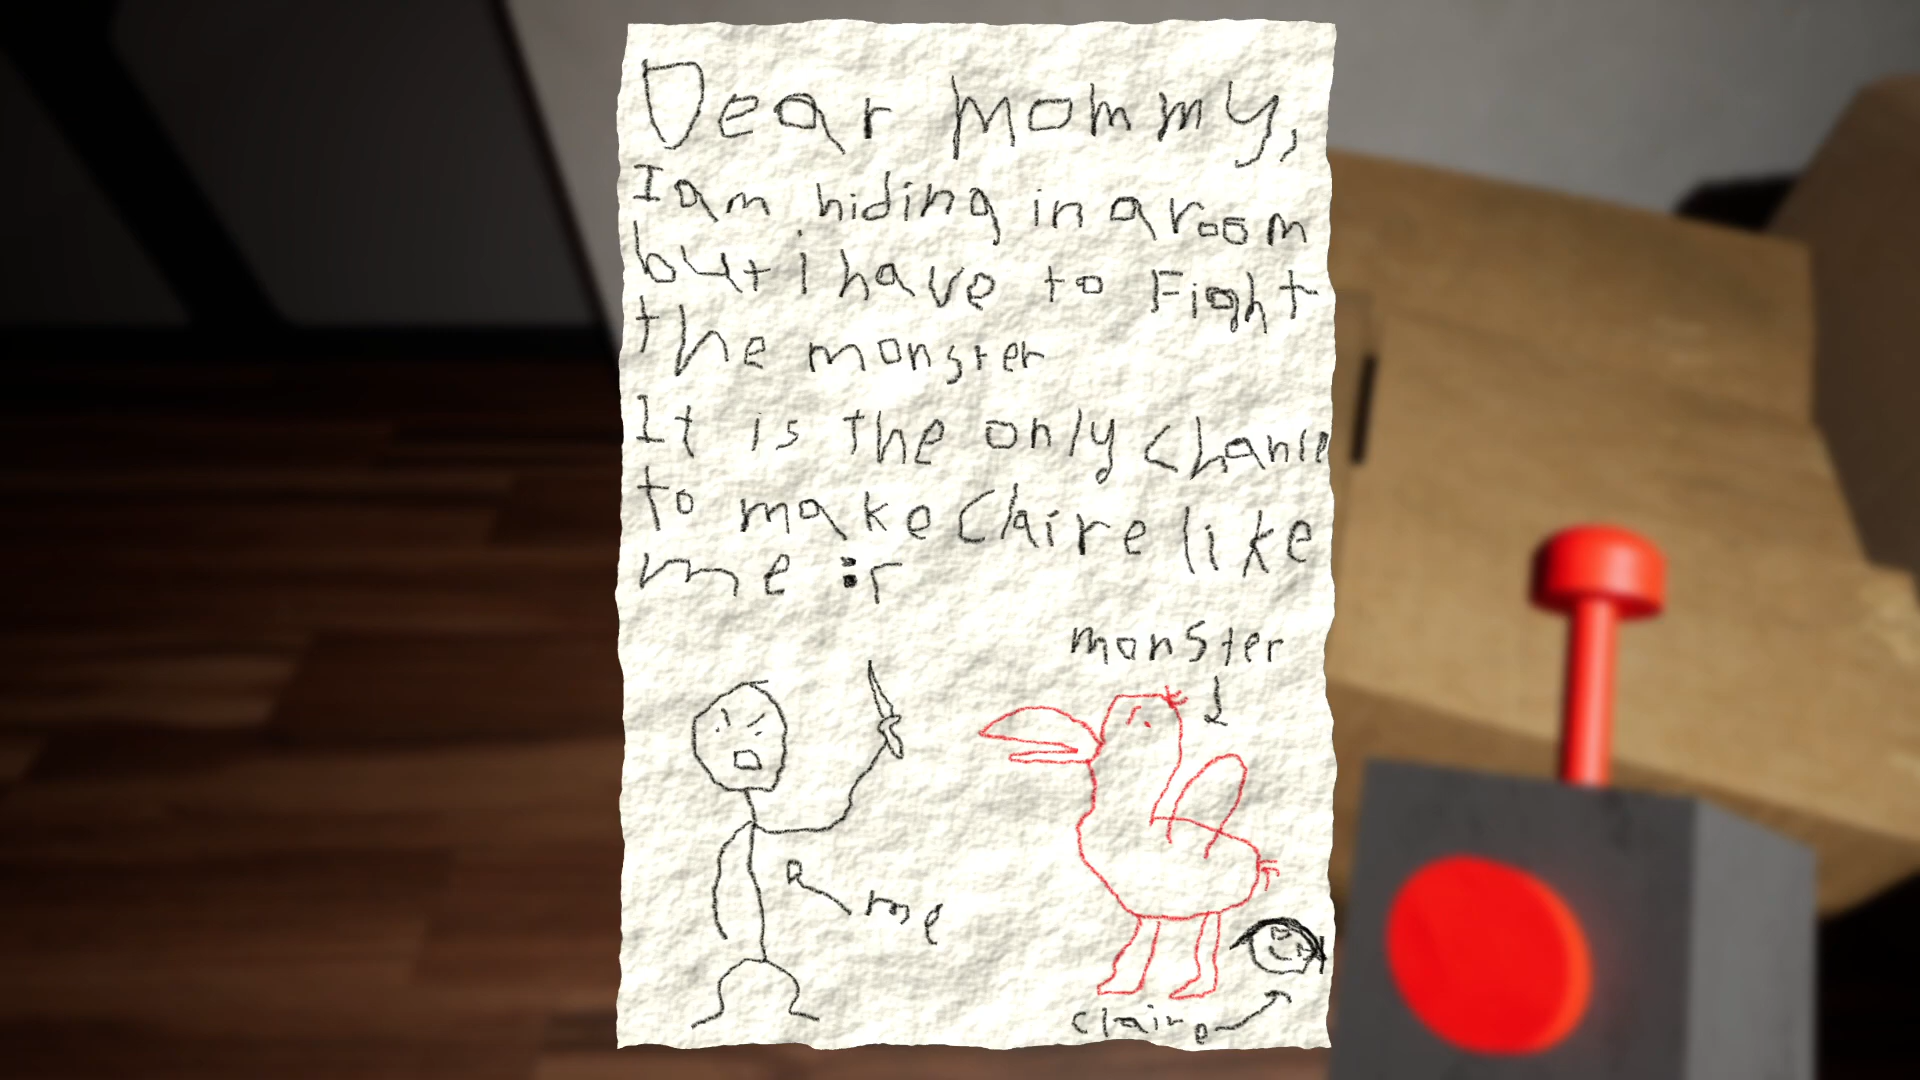 Dear mommy,
I am hiding in a room
but i have to Fight
the monster
It is the only chance
to make Claire like
me :r
monster
me
claire